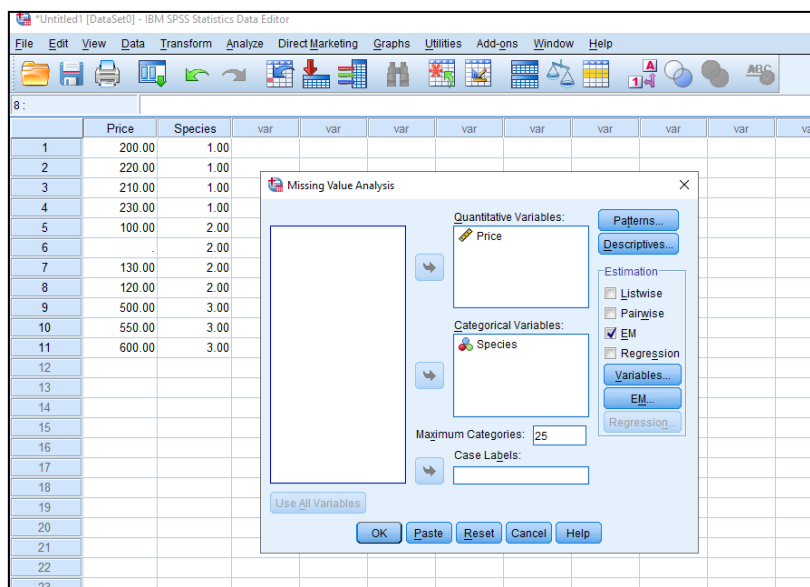 *Untitled1 [DataSet0] - IBM SPSS Statistics Data Editor
File Edit View Data Transform Analyze Direct Marketing Graphs Utilities Add-ons Window Help
1 A ABC
8 :
Price Species var var var var var var var var va
1 200.00 1.00
2 220.00 1.00
3 210.00 1.00
4 230.00 1.00
5 100.00 2.00
6 . 2.00
7 130.00 2.00
8 120.00 2.00
9 500.00 3.00
10 550.00 3.00
11 600.00 3.00
12
13
14
15
16
17
18
19
20
21
22
23
Missing Value Analysis
Quantitative Variables:
Price
Patterns...
Descriptives...
Estimation
Listwise
Pairwise
EM
Regression
Variables...
EM...
Regression...
Categorical Variables:
Species
Maximum Categories: 25
Case Labels:
Use All Variables
OK Paste Reset Cancel Help